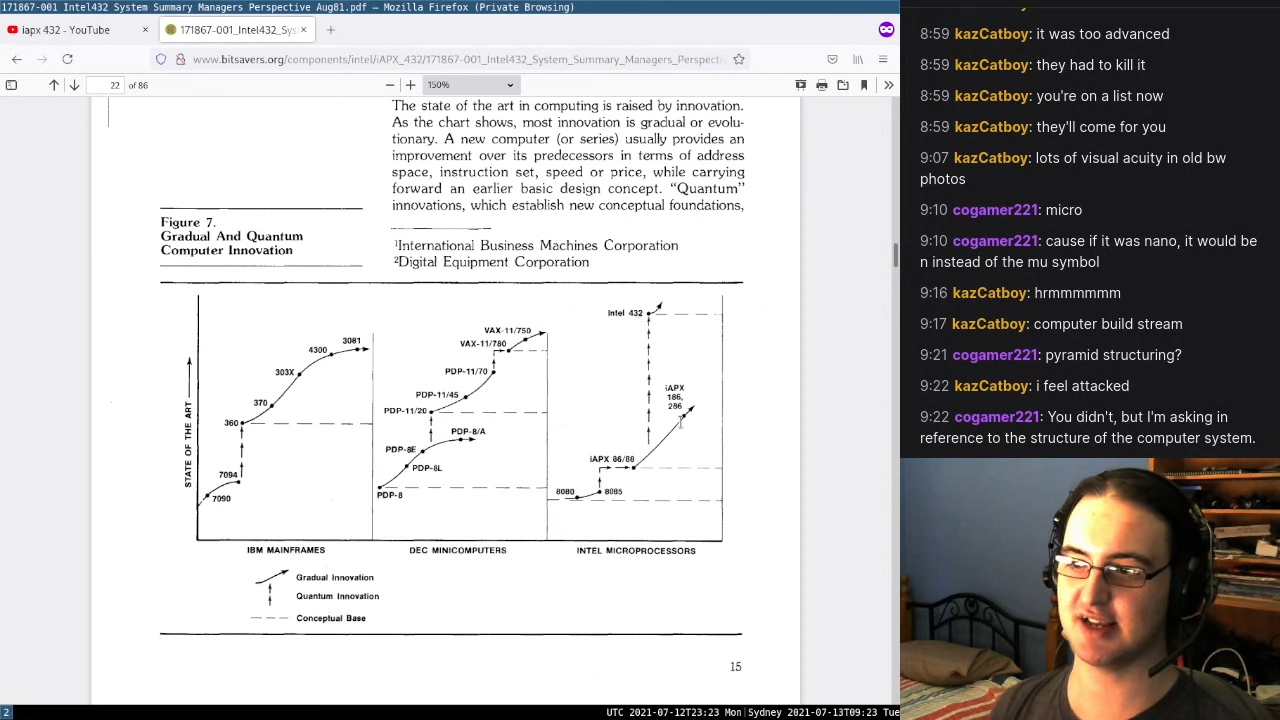 171867-001 Intel432 System Summary Managers Perspective Aug81.pdf - Mozilla Firefox (Private Browsing)
iapx 432 - YouTube
171867-001_Intel432_Sys
www.bitsavers.org/components/intel/iAPX_432/171867-001_Intel432_System_Summary_Managers_Perspecti
22 of 86
150%
The state of the art in computing is raised by innovation.
As the chart shows, most innovation is gradual or evolu-
tionary. A new computer (or series) usually provides an
improvement over its predecessors in terms of address
space, instruction set, speed or price, while carrying
forward an earlier basic design concept. “Quantum”
innovations, which establish new conceptual foundations,
Figure 7.
Gradual And Quantum
Computer Innovation
¹International Business Machines Corporation
²Digital Equipment Corporation
STATE OF THE ART
7090
7094
360
370
303X
4300
3081
IBM MAINFRAMES
PDP-8
PDP-8L
PDP-8E
PDP-8/A
PDP-11/20
PDP-11/45
PDP-11/70
VAX-11/780
VAX-11/750
DEC MINICOMPUTERS
8080
8085
iAPX 86/88
iAPX
186,
286
Intel 432
INTEL MICROPROCESSORS
Gradual Innovation
Quantum Innovation
Conceptual Base
15
8:59 kazCatboy: it was too advanced
8:59 kazCatboy: they had to kill it
8:59 kazCatboy: you're on a list now
8:59 kazCatboy: they'll come for you
9:07 kazCatboy: lots of visual acuity in old bw
photos
9:10 cogamer221: micro
9:10 cogamer221: cause if it was nano, it would be
n instead of the mu symbol
9:16 kazCatboy: hrmmmmmm
9:17 kazCatboy: computer build stream
9:21 cogamer221: pyramid structuring?
9:22 kazCatboy: i feel attacked
9:22 cogamer221: You didn't, but I'm asking in
reference to the structure of the computer system.
2
UTC 2021-07-12T23:23 Mon Sydney 2021-07-13T09:23 Tue